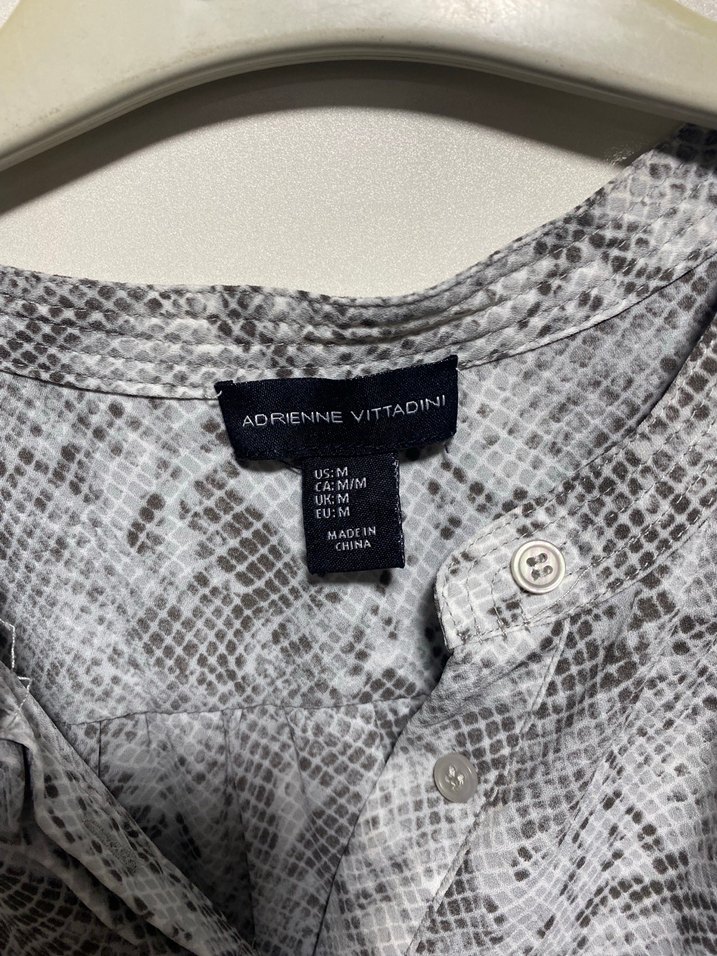 ADRIENNE VITTADINI
US: M
CA: M/M
UK: M
EU: M
MADE IN
CHINA